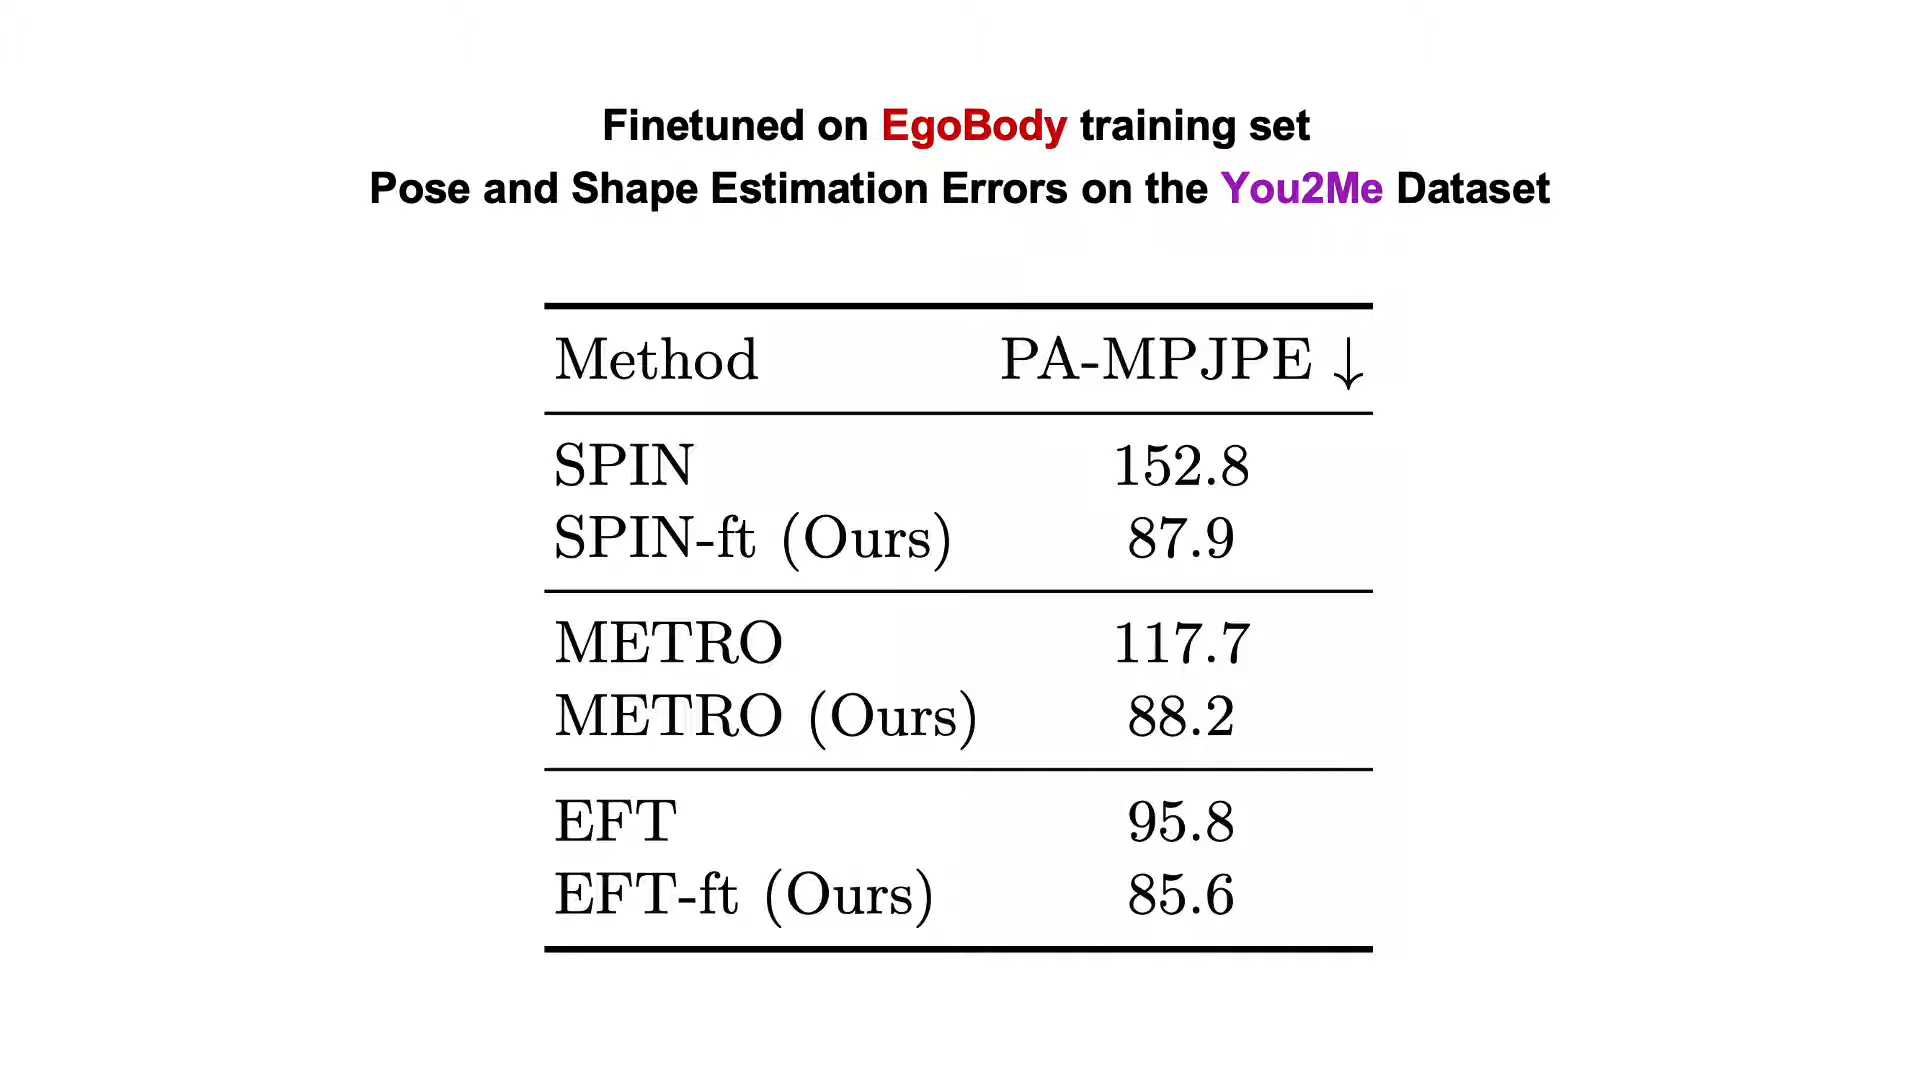 Finetuned on EgoBody training set
Pose and Shape Estimation Errors on the You2Me Dataset
Method PA-MPJPE ↓
SPIN 152.8
SPIN-ft (Ours) 87.9
METRO 117.7
METRO (Ours) 88.2
EFT 95.8
EFT-ft (Ours) 85.6